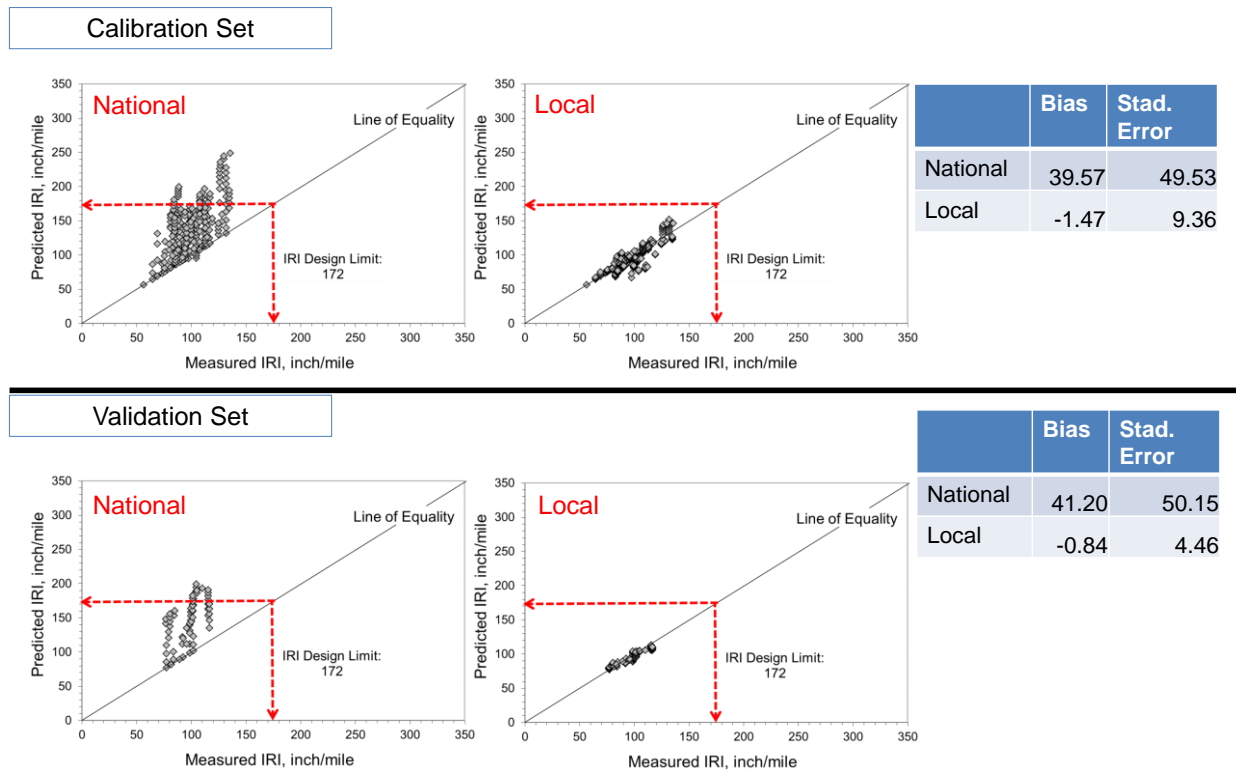 Calibration Set
National
Line of Equality
IRI Design Limit:
172
Predicted IRI, inch/mile
350
300
250
200
150
100
50
0
0 50 100 150 200 250 300 350
Measured IRI, inch/mile
Local
Line of Equality
IRI Design Limit:
172
Predicted IRI, inch/mile
350
300
250
200
150
100
50
0
0 50 100 150 200 250 300 350
Measured IRI, inch/mile
Bias Stad.
Error
National 39.57 49.53
Local -1.47 9.36
Validation Set
National
Line of Equality
IRI Design Limit:
172
Predicted IRI, inch/mile
350
300
250
200
150
100
50
0
0 50 100 150 200 250 300 350
Measured IRI, inch/mile
Local
Line of Equality
IRI Design Limit:
172
Predicted IRI, inch/mile
350
300
250
200
150
100
50
0
0 50 100 150 200 250 300 350
Measured IRI, inch/mile
Bias Stad.
Error
National 41.20 50.15
Local -0.84 4.46